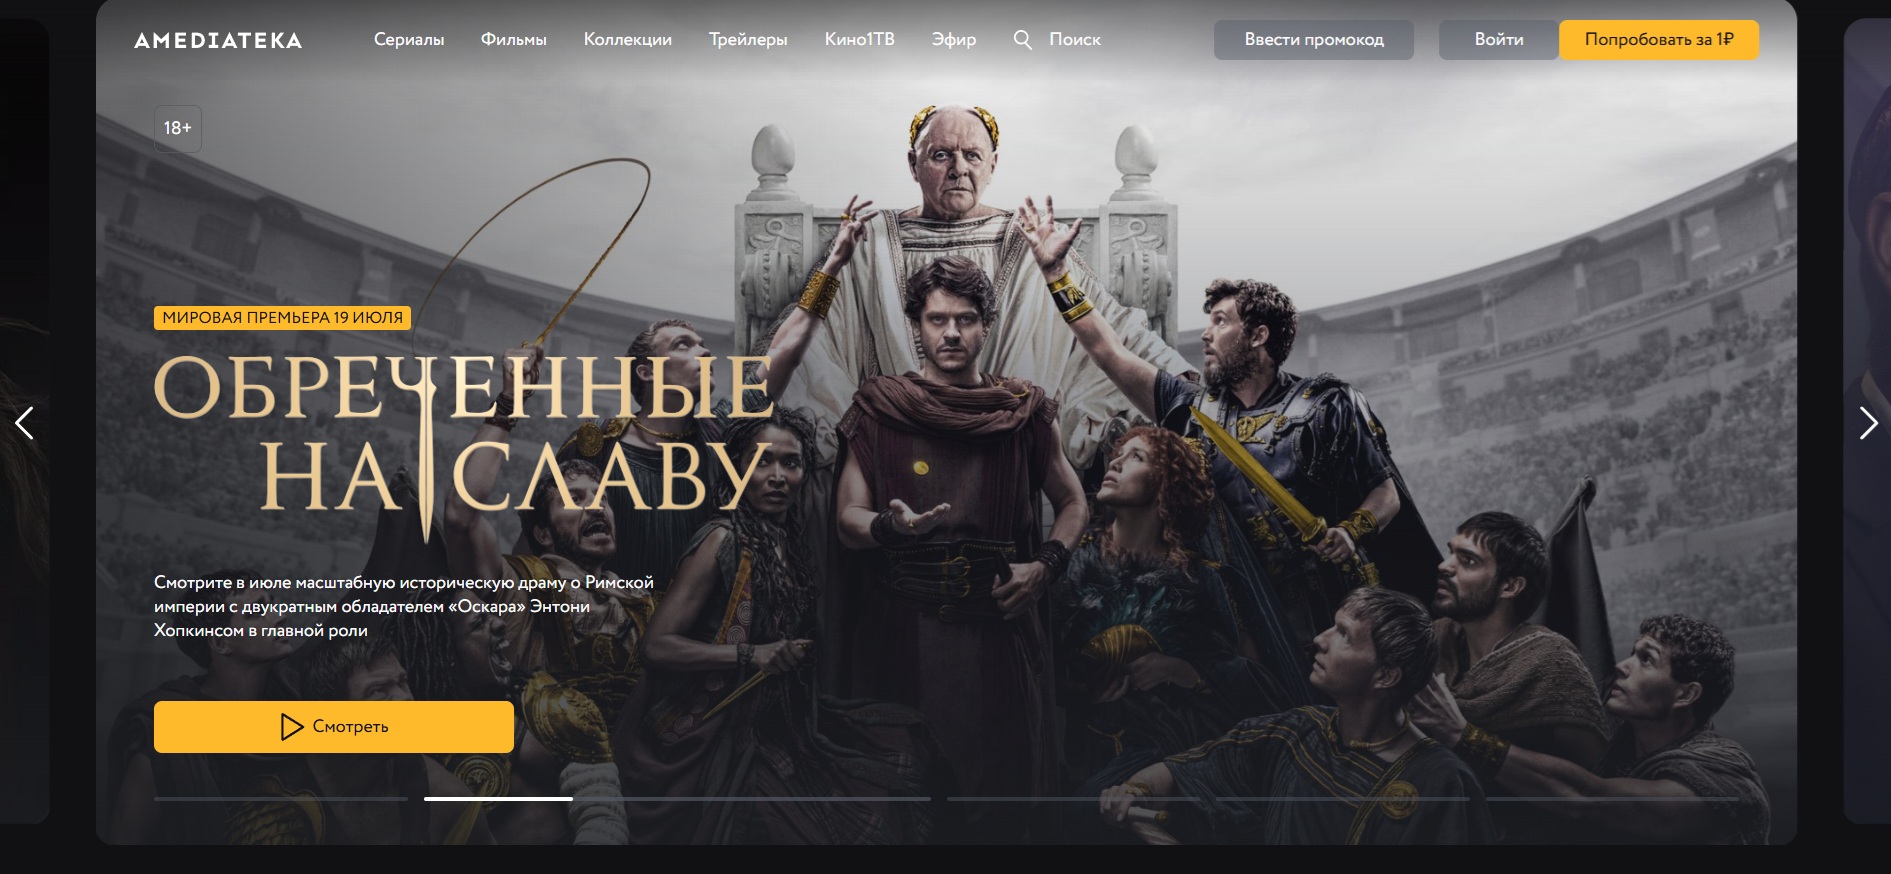 AMEDIATEKA
Сериалы
Фильмы
Коллекции
Трейлеры
Кино1ТВ
Эфир
Поиск
Ввести промокод
Войти
Попробовать за 1₽
18+
МИРОВАЯ ПРЕМЬЕРА 19 ИЮЛЯ
ОБРЕЧЕННЫЕ
НА СЛАВУ
Смотрите в июле масштабную историческую драму о Римской
империи с двукратным обладателем «Оскара» Энтони
Хопкинсом в главной роли
Смотреть